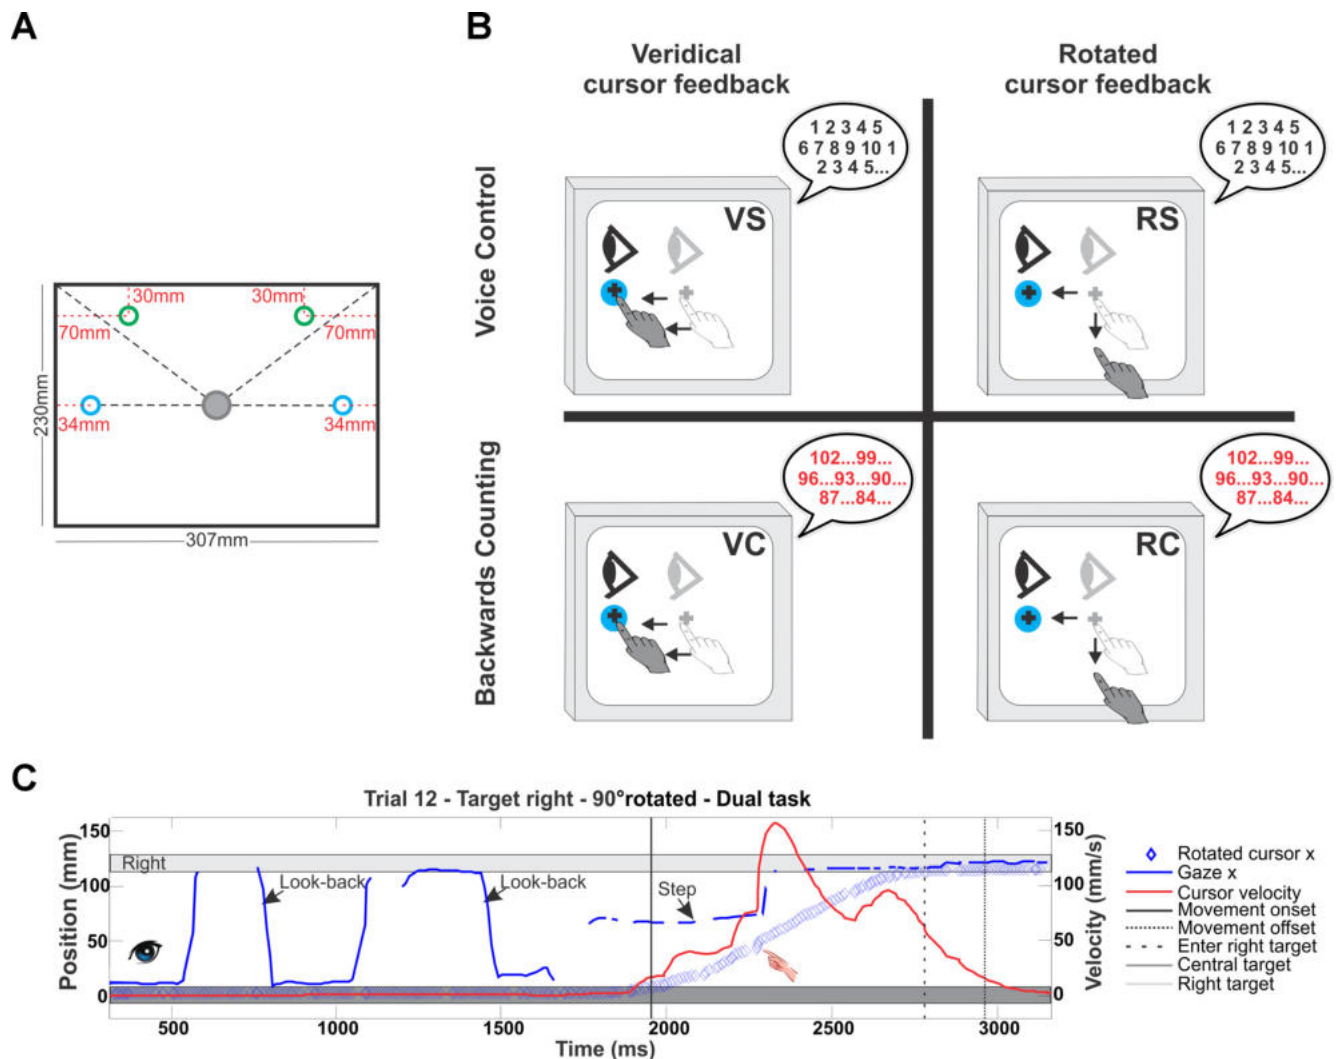 A
30mm
30mm
70mm
70mm
34mm
34mm
230mm
307mm
B
Veridical
cursor feedback
Rotated
cursor feedback
Voice Control
1 2 3 4 5
6 7 8 9 10 1
2 3 4 5...
VS
1 2 3 4 5
6 7 8 9 10 1
2 3 4 5...
RS
Backwards Counting
102...99...
96...93...90...
87...84...
VC
102...99...
96...93...90...
87...84...
RC
C
Trial 12 - Target right - 90°rotated - Dual task
Position (mm)
150
100
50
0
Right
Look-back
Look-back
Step
150
100
50
0
Velocity (mm/s)
500
1000
1500
2000
2500
3000
Time (ms)
Rotated cursor x
Gaze x
Cursor velocity
Movement onset
Movement offset
Enter right target
Central target
Right target